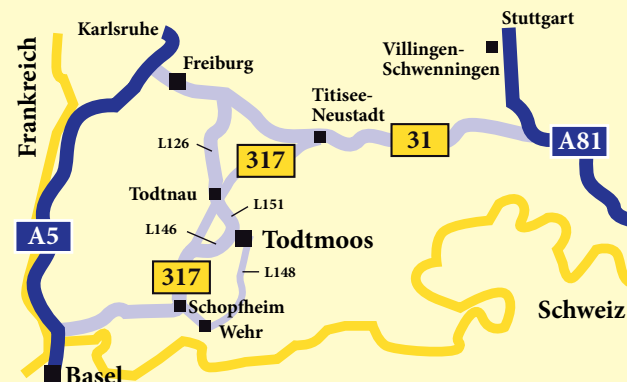 Stuttgart
Karlsruhe
Villingen-
Schwenningen
Freiburg
Frankreich
Titisee-
Neustadt
L126
31
A81
317
Todtnau
L151
L146
A5
Todtmoos
L148
317
Schopfheim
Schweiz
Wehr
Basel